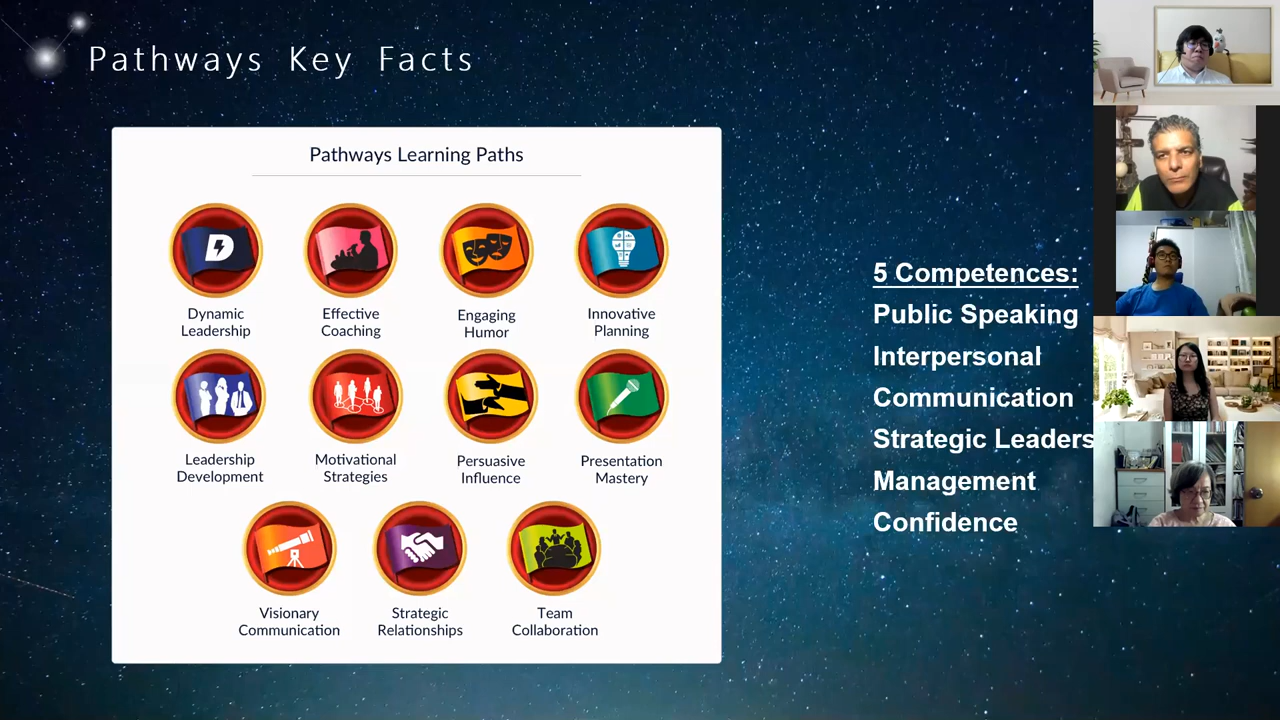 Pathways Key Facts
Pathways Learning Paths
Dynamic
Leadership
Effective
Coaching
Engaging
Humor
Innovative
Planning
Leadership
Development
Motivational
Strategies
Persuasive
Influence
Presentation
Mastery
Visionary
Communication
Strategic
Relationships
Team
Collaboration
5 Competences:
Public Speaking
Interpersonal
Communication
Strategic Leaders
Management
Confidence